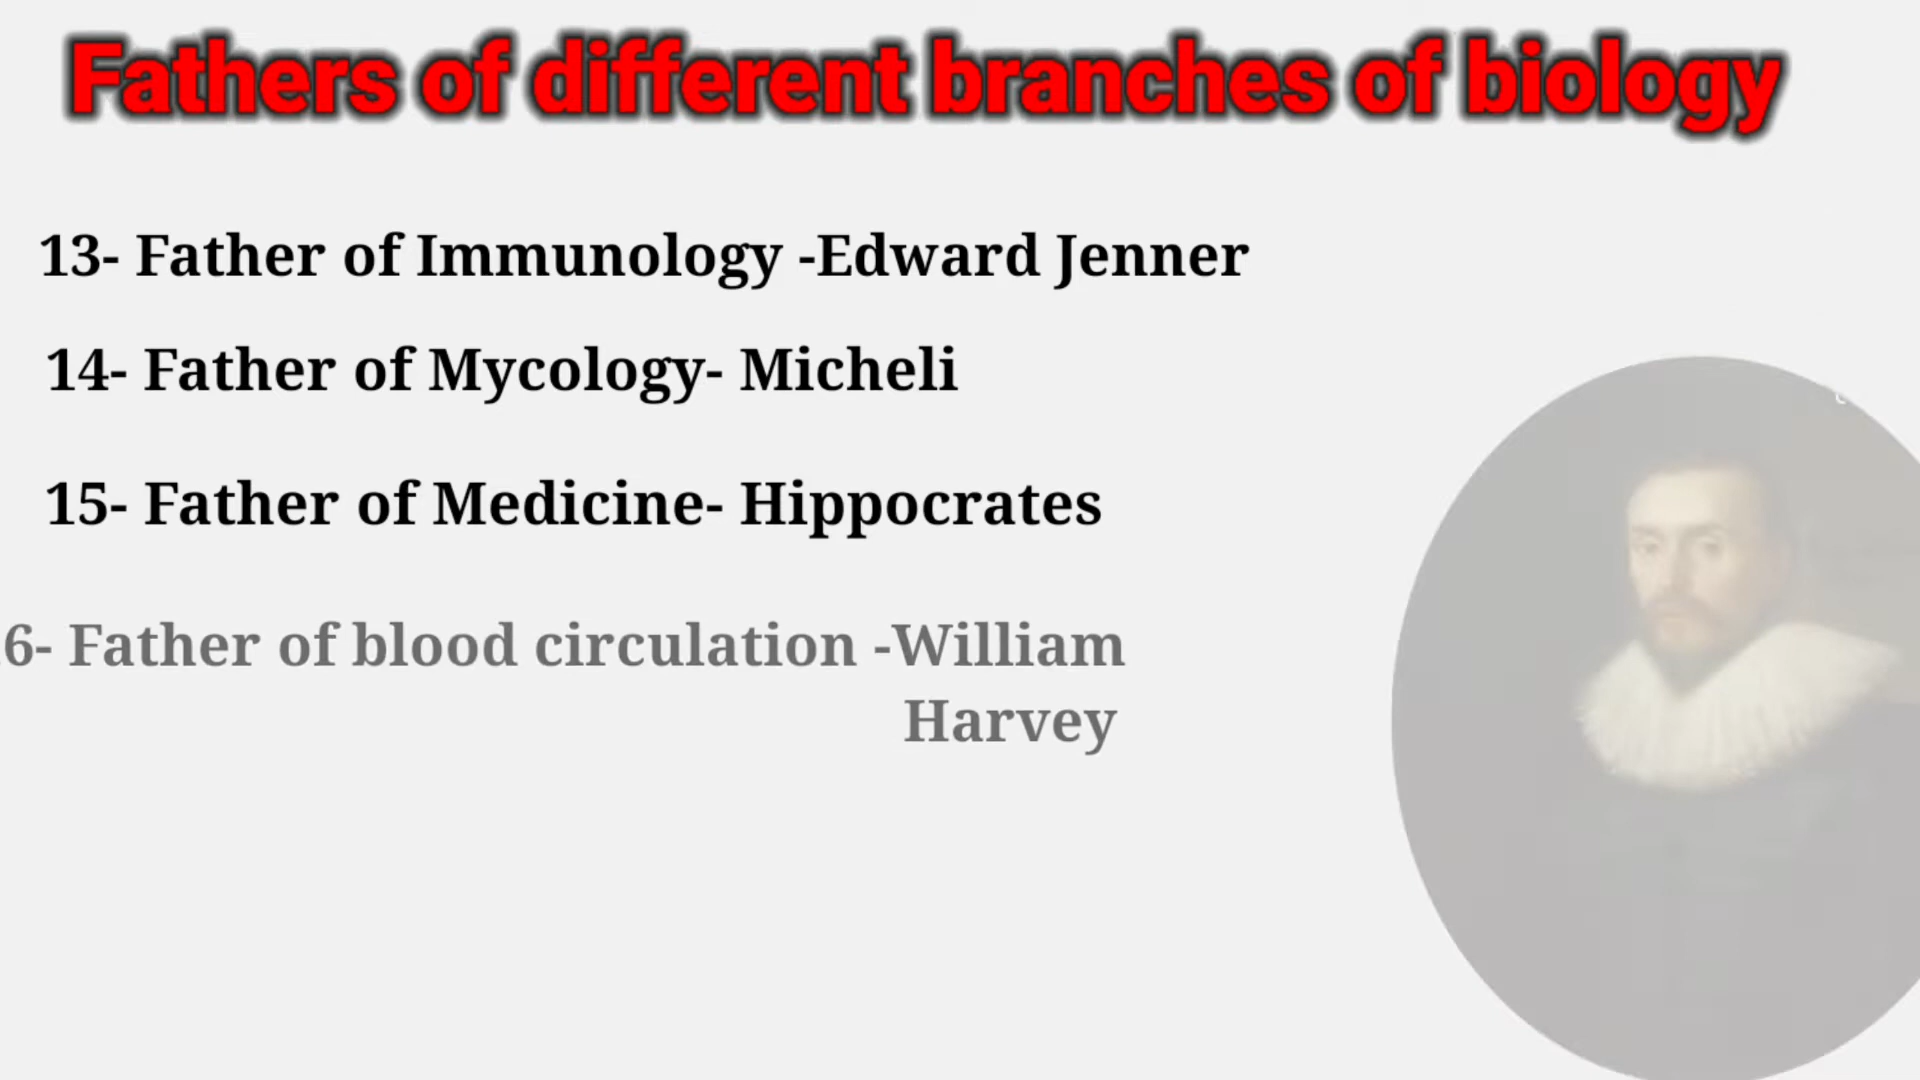 Fathers of different branches of biology
13- Father of Immunology -Edward Jenner
14- Father of Mycology- Micheli
15- Father of Medicine- Hippocrates
6- Father of blood circulation -William
Harvey